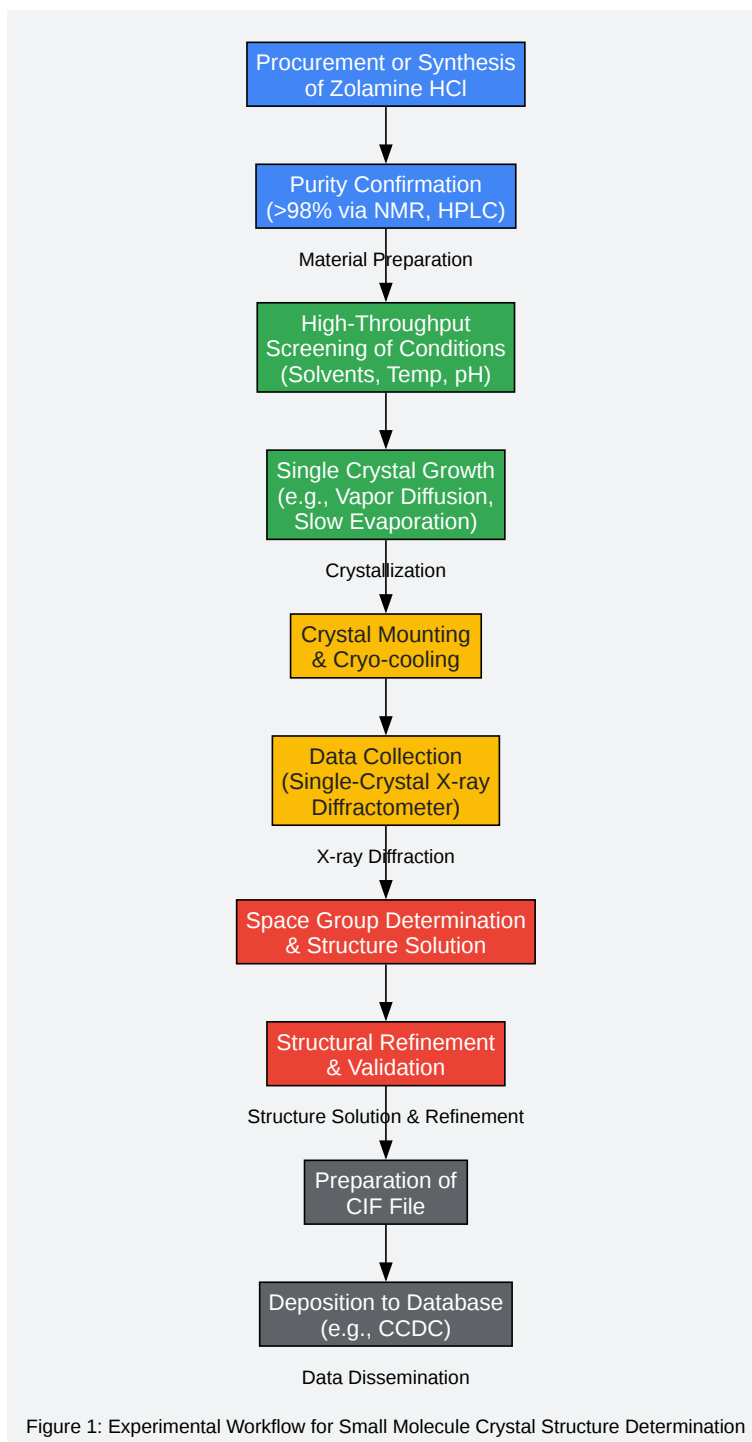 Procurement or Synthesis
of Zolamine HCl
Purity Confirmation
(>98% via NMR, HPLC)
Material Preparation
High-Throughput
Screening of Conditions
(Solvents, Temp, pH)
Single Crystal Growth
(e.g., Vapor Diffusion,
Slow Evaporation)
Crystallization
Crystal Mounting
& Cryo-cooling
Data Collection
(Single-Crystal X-ray
Diffractometer)
X-ray Diffraction
Space Group Determination
& Structure Solution
Structural Refinement
& Validation
Structure Solution & Refinement
Preparation of
CIF File
Deposition to Database
(e.g., CCDC)
Data Dissemination
Figure 1: Experimental Workflow for Small Molecule Crystal Structure Determination